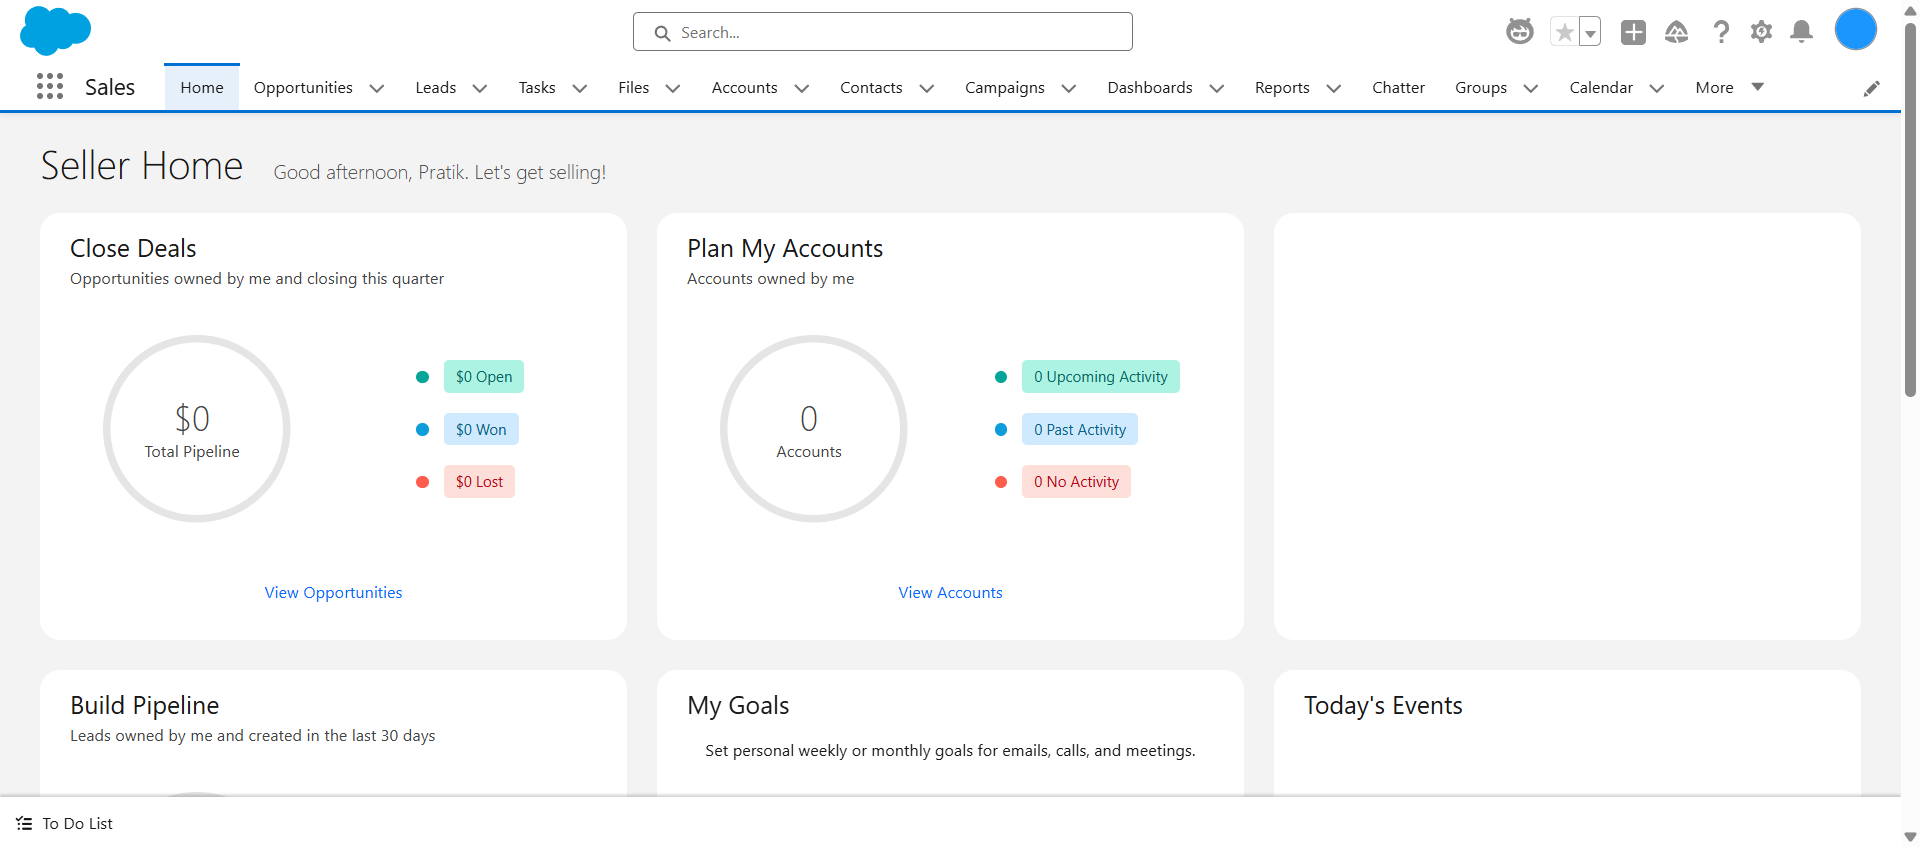 Search...
Sales
Home
Opportunities
Leads
Tasks
Files
Accounts
Contacts
Campaigns
Dashboards
Reports
Chatter
Groups
Calendar
More
Seller Home
Good afternoon, Pratik. Let's get selling!
Close Deals
Opportunities owned by me and closing this quarter
$0
Total Pipeline
$0 Open
$0 Won
$0 Lost
View Opportunities
Plan My Accounts
Accounts owned by me
0
Accounts
0 Upcoming Activity
0 Past Activity
0 No Activity
View Accounts
Build Pipeline
Leads owned by me and created in the last 30 days
My Goals
Set personal weekly or monthly goals for emails, calls, and meetings.
Today's Events
To Do List